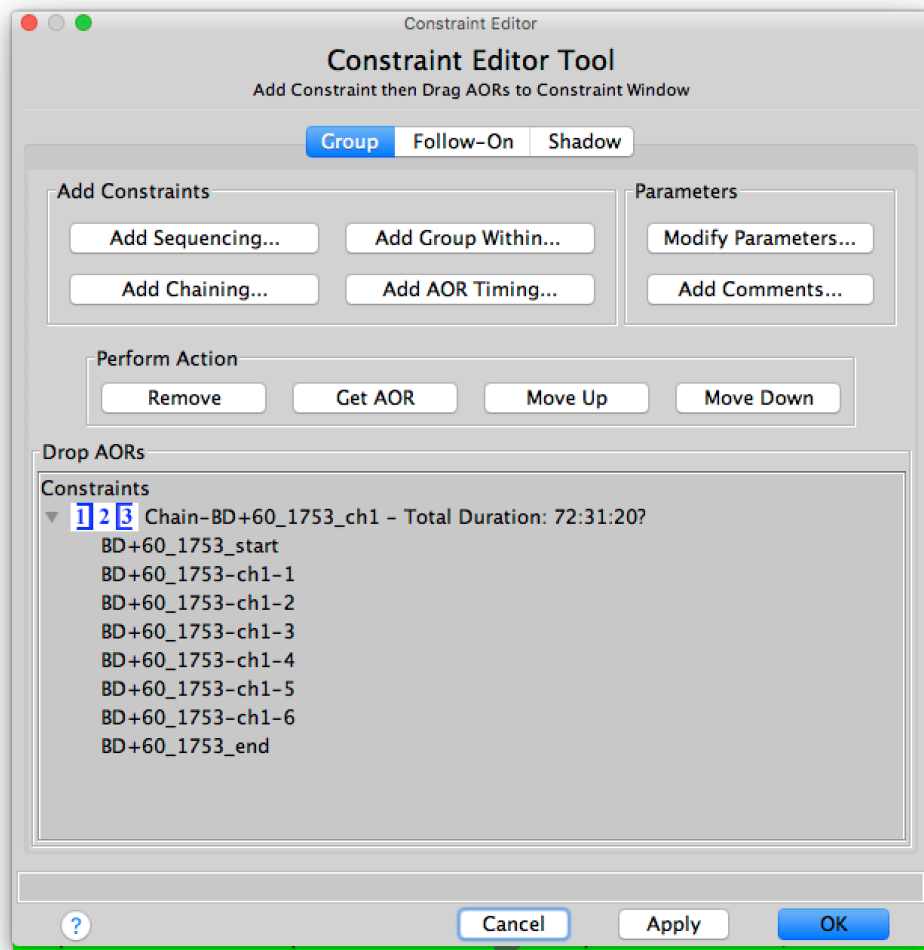 Constraint Editor
Constraint Editor Tool
Add Constraint then Drag AORs to Constraint Window
Group Follow-On Shadow
Add Constraints Parameters
Add Sequencing... Add Group Within... Modify Parameters...
Add Chaining... Add AOR Timing... Add Comments...
Perform Action
Remove Get AOR Move Up Move Down
Drop AORs
Constraints
1 2 3 Chain-BD+60_1753_ch1 - Total Duration: 72:31:20?
BD+60_1753_start
BD+60_1753-ch1-1
BD+60_1753-ch1-2
BD+60_1753-ch1-3
BD+60_1753-ch1-4
BD+60_1753-ch1-5
BD+60_1753-ch1-6
BD+60_1753_end
? Cancel Apply OK